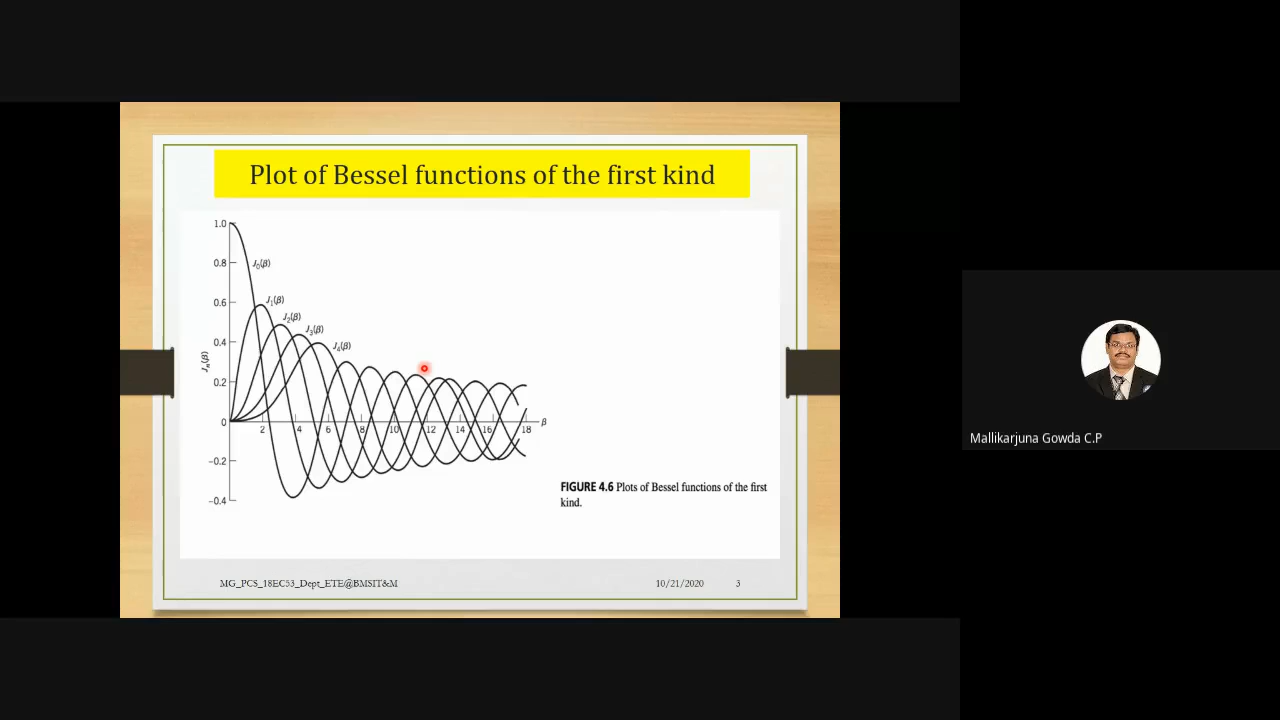 Plot of Bessel functions of the first kind
1.0
0.8
0.6
0.4
0.2
0
−0.2
−0.4
Jn(β)
J0(β)
J1(β)
J2(β)
J3(β)
J4(β)
2 4 6 8 10 12 14 16 18 β
FIGURE 4.6 Plots of Bessel functions of the first
kind.
MG_PCS_18EC53_Dept_ETE@BMSIT&M 10/21/2020 3
Mallikarjuna Gowda C.P